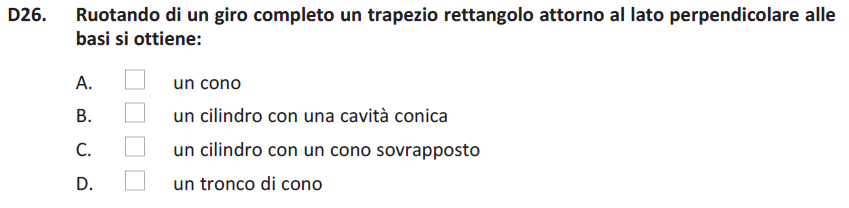 D26. Ruotando di un giro completo un trapezio rettangolo attorno al lato perpendicolare alle
basi si ottiene:
A. un cono
B. un cilindro con una cavità conica
C. un cilindro con un cono sovrapposto
D. un tronco di cono